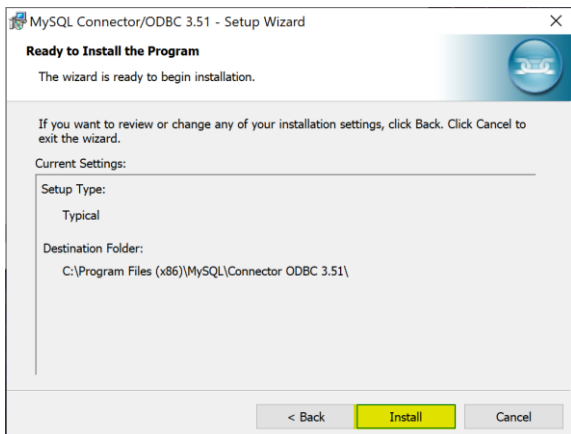 MySQL Connector/ODBC 3.51 - Setup Wizard
Ready to Install the Program
The wizard is ready to begin installation.
If you want to review or change any of your installation settings, click Back. Click Cancel to
exit the wizard.
Current Settings:
Setup Type:
Typical
Destination Folder:
C:\Program Files (x86)\MySQL\Connector ODBC 3.51\
< Back Install Cancel